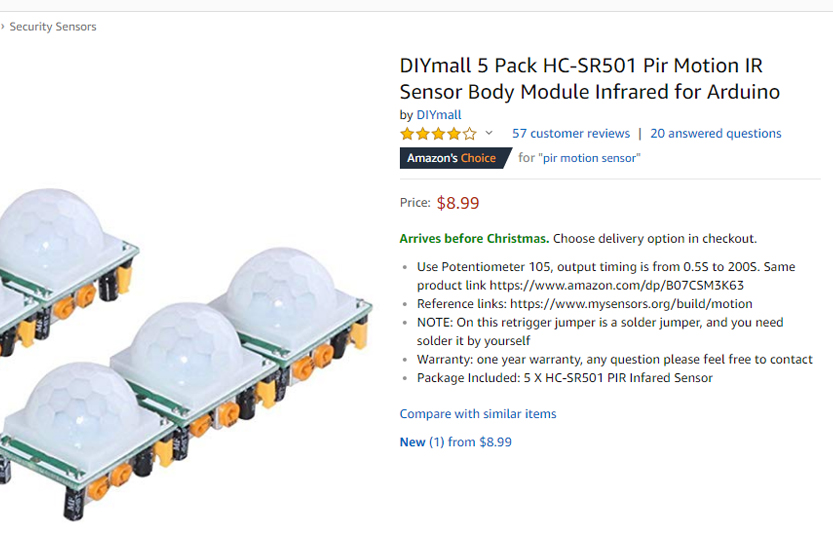 › Security Sensors
DIYmall 5 Pack HC-SR501 Pir Motion IR
Sensor Body Module Infrared for Arduino
by DIYmall
57 customer reviews | 20 answered questions
Amazon's Choice for "pir motion sensor"
Price: $8.99
Arrives before Christmas. Choose delivery option in checkout.
• Use Potentiometer 105, output timing is from 0.5S to 200S. Same
product link https://www.amazon.com/dp/B07CSM3K63
• Reference links: https://www.mysensors.org/build/motion
• NOTE: On this retrigger jumper is a solder jumper, and you need
solder it by yourself
• Warranty: one year warranty, any question please feel free to contact
• Package Included: 5 X HC-SR501 PIR Infared Sensor
Compare with similar items
New (1) from $8.99